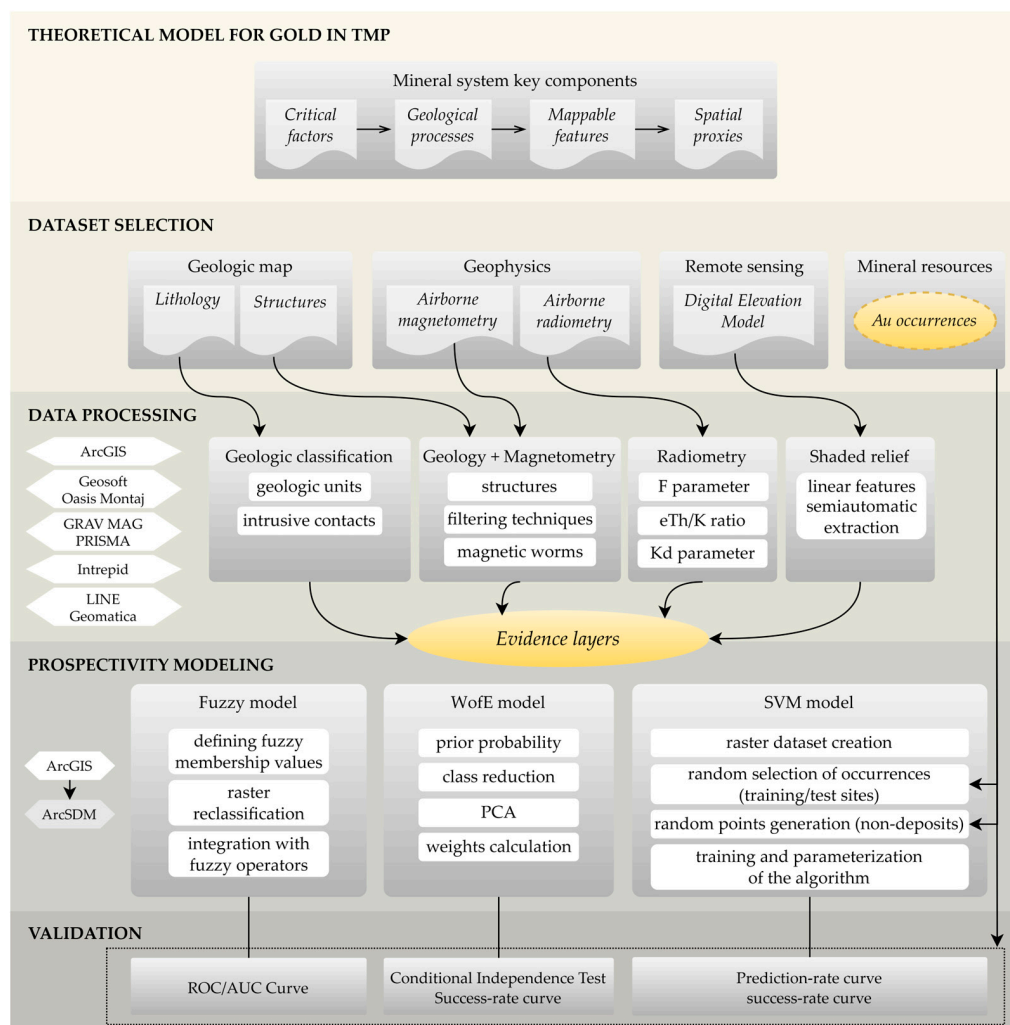 THEORETICAL MODEL FOR GOLD IN TMP
Mineral system key components
Critical
factors
Geological
processes
Mappable
features
Spatial
proxies
DATASET SELECTION
Geologic map
Lithology
Structures
Geophysics
Airborne
magnetometry
Airborne
radiometry
Remote sensing
Digital Elevation
Model
Mineral resources
Au occurrences
DATA PROCESSING
ArcGIS
Geosoft
Oasis Montaj
GRAV MAG
PRISMA
Intrepid
LINE
Geomatica
Geologic classification
geologic units
intrusive contacts
Geology + Magnetometry
structures
filtering techniques
magnetic worms
Radiometry
F parameter
eTh/K ratio
Kd parameter
Shaded relief
linear features
semiautomatic
extraction
Evidence layers
PROSPECTIVITY MODELING
ArcGIS
ArcSDM
Fuzzy model
defining fuzzy
membership values
raster
reclassification
integration with
fuzzy operators
WofE model
prior probability
class reduction
PCA
weights calculation
SVM model
raster dataset creation
random selection of occurrences
(training/test sites)
random points generation (non-deposits)
training and parameterization
of the algorithm
VALIDATION
ROC/AUC Curve
Conditional Independence Test
Success-rate curve
Prediction-rate curve
success-rate curve